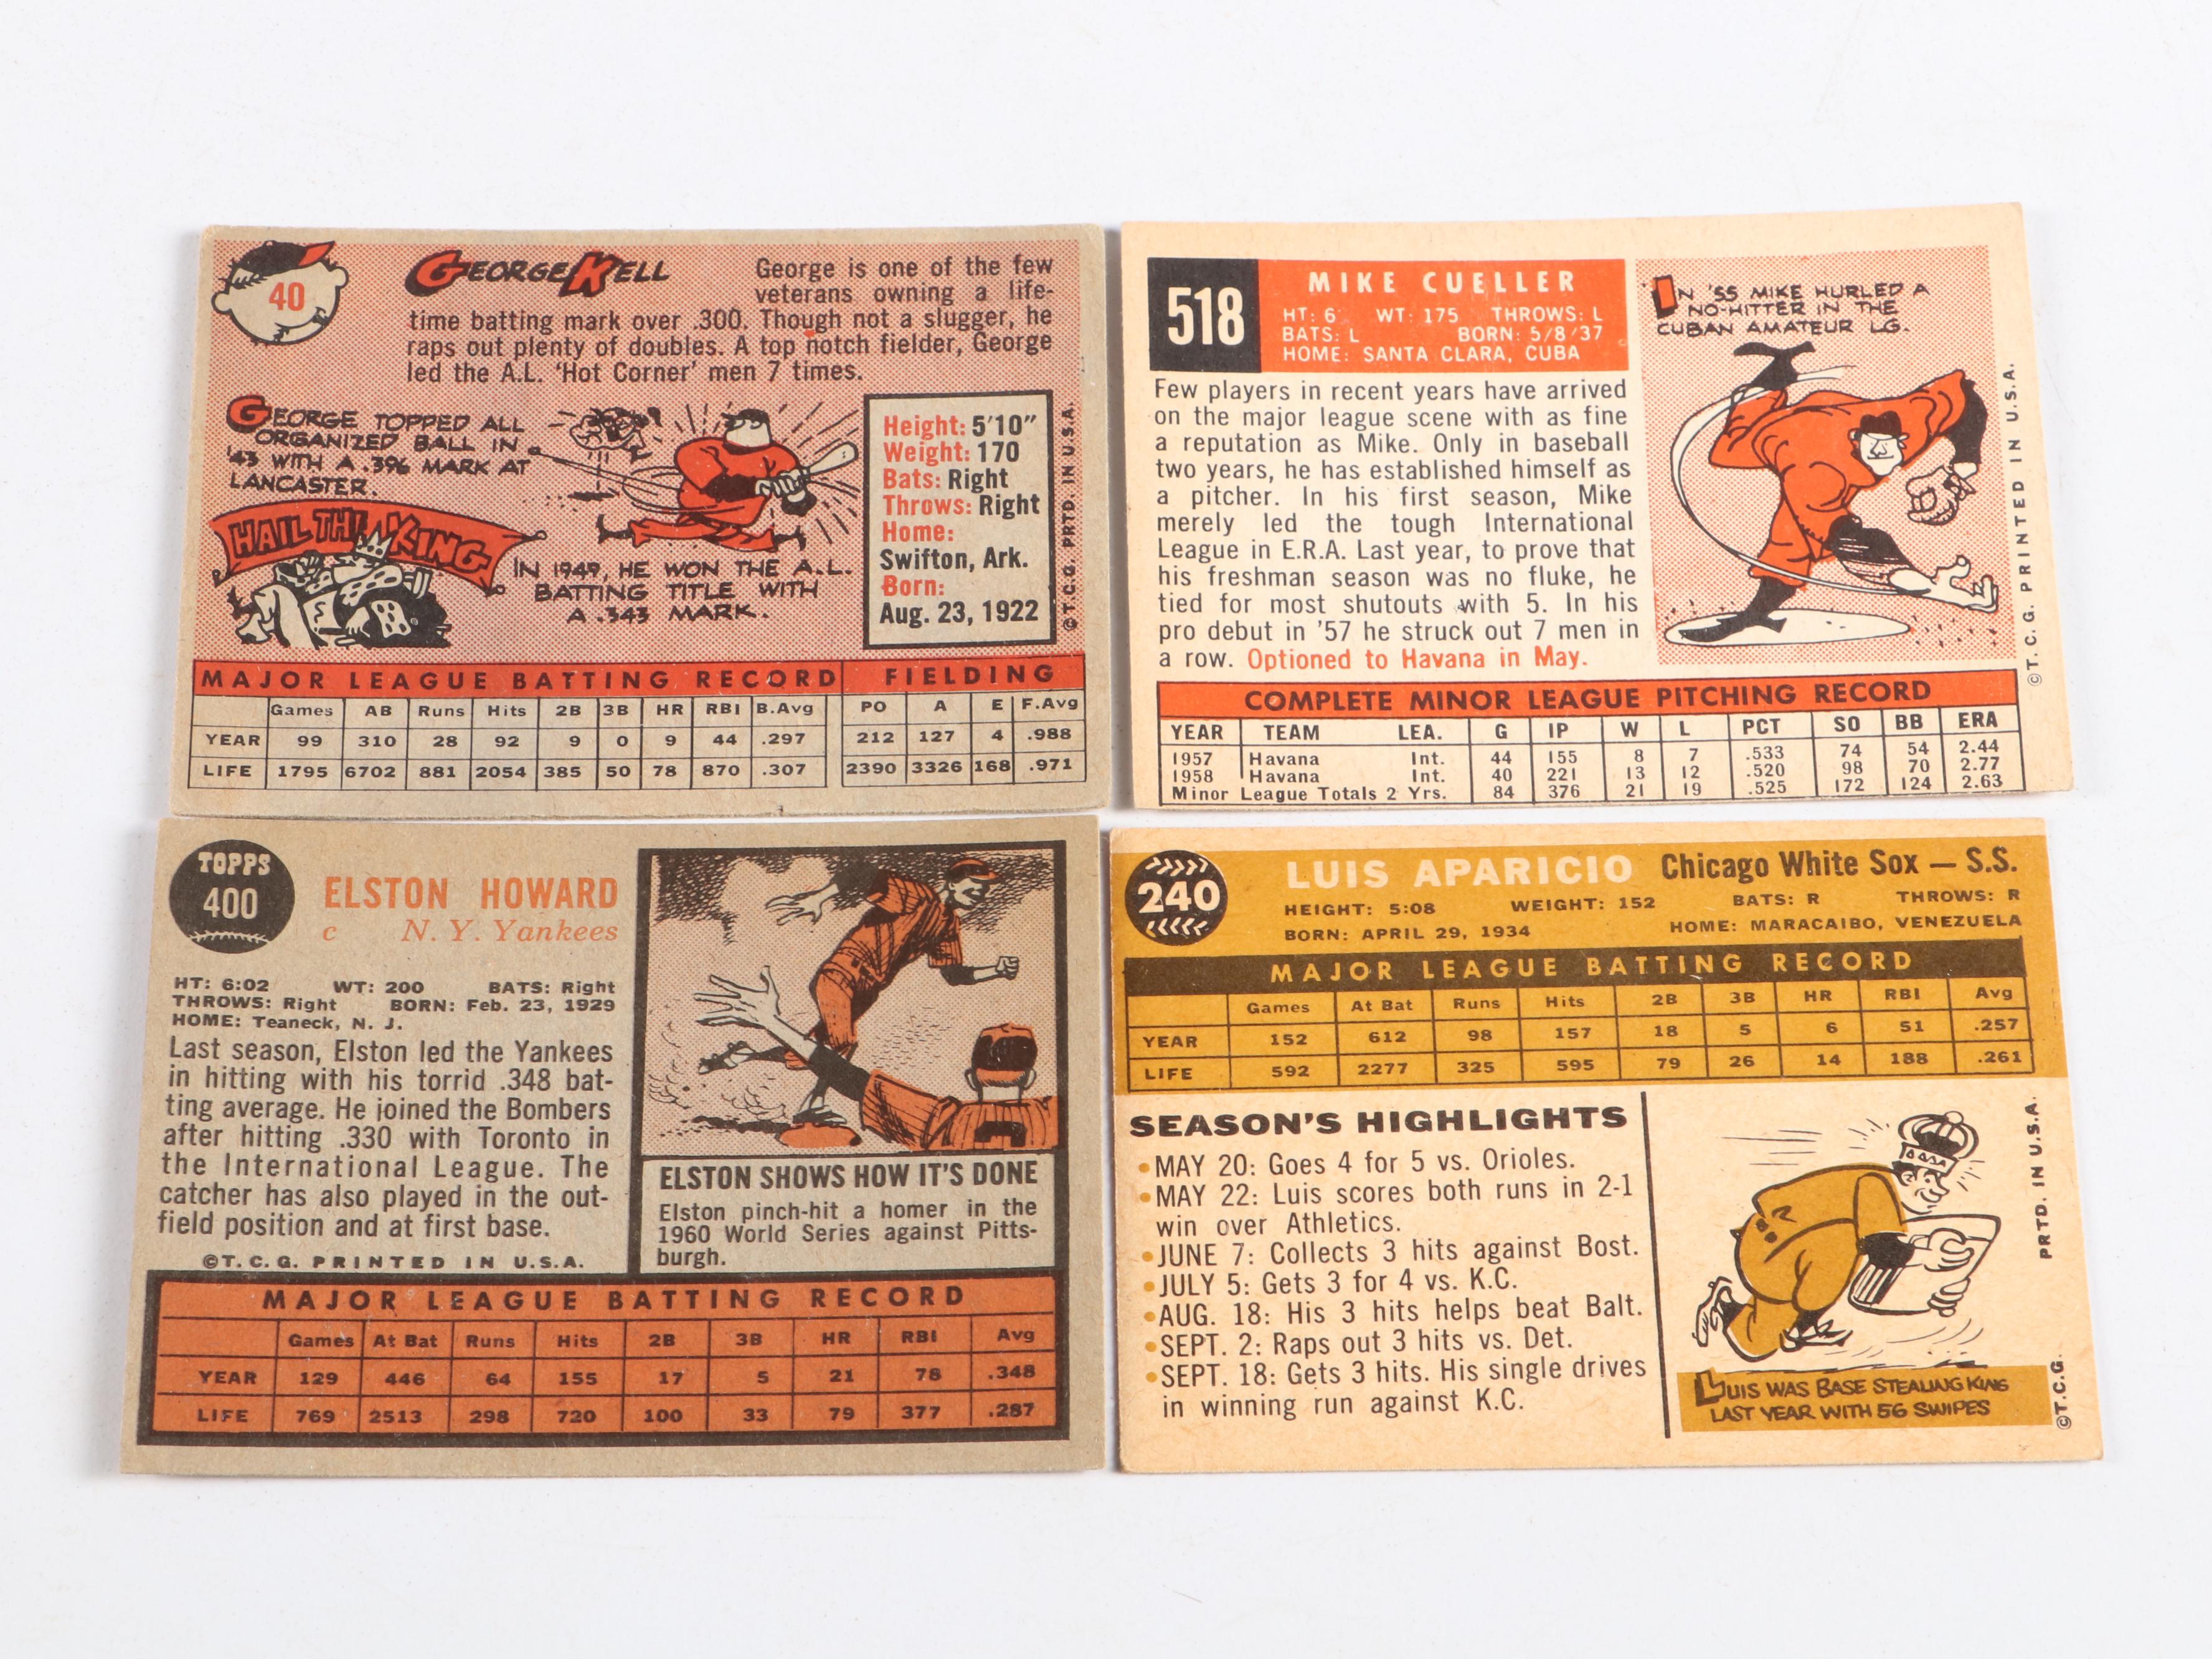 40
GEORGE KELL
George is one of the few
veterans owning a life-
time batting mark over .300. Though not a slugger, he
raps out plenty of doubles. A top notch fielder, George
led the A.L. 'Hot Corner' men 7 times.
GEORGE TOPPED ALL
ORGANIZED BALL IN
'43 WITH A .396 MARK AT
LANCASTER.
HAIL TH' KING
IN 1949, HE WON THE A.L.
BATTING TITLE WITH
A .343 MARK.
Height: 5'10"
Weight: 170
Bats: Right
Throws: Right
Home:
Swifton, Ark.
Born:
Aug. 23, 1922
©T.C.G. PRTD. IN U.S.A.
MAJOR LEAGUE BATTING RECORD FIELDING
Games AB Runs Hits 2B 3B HR RBI B.Avg PO A E F.Avg
YEAR 99 310 28 92 9 0 9 44 .297 212 127 4 .988
LIFE 1795 6702 881 2054 385 50 78 870 .307 2390 3326 168 .971
518
MIKE CUELLER
HT: 6 WT: 175 THROWS: L
BATS: L BORN: 5/8/37
HOME: SANTA CLARA, CUBA
Few players in recent years have arrived
on the major league scene with as fine
a reputation as Mike. Only in baseball
two years, he has established himself as
a pitcher. In his first season, Mike
merely led the tough International
League in E.R.A. Last year, to prove that
his freshman season was no fluke, he
tied for most shutouts with 5. In his
pro debut in '57 he struck out 7 men in
a row. Optioned to Havana in May.
IN '55 MIKE HURLED A
NO-HITTER IN THE
CUBAN AMATEUR LG.
©T.C.G. PRINTED IN U.S.A.
COMPLETE MINOR LEAGUE PITCHING RECORD
YEAR TEAM LEA. G IP W L PCT SO BB ERA
1957 Havana Int. 44 155 8 7 .533 74 54 2.44
1958 Havana Int. 40 221 13 12 .520 98 70 2.77
Minor League Totals 2 Yrs. 84 376 21 19 .525 172 124 2.63
TOPPS
400
ELSTON HOWARD
c N. Y. Yankees
HT: 6:02 WT: 200 BATS: Right
THROWS: Right BORN: Feb. 23, 1929
HOME: Teaneck, N. J.
Last season, Elston led the Yankees
in hitting with his torrid .348 bat-
ting average. He joined the Bombers
after hitting .330 with Toronto in
the International League. The
catcher has also played in the out-
field position and at first base.
©T.C.G. PRINTED IN U.S.A.
ELSTON SHOWS HOW IT'S DONE
Elston pinch-hit a homer in the
1960 World Series against Pitts-
burgh.
MAJOR LEAGUE BATTING RECORD
Games At Bat Runs Hits 2B 3B HR RBI Avg
YEAR 129 446 64 155 17 5 21 78 .348
LIFE 769 2513 298 720 100 33 79 377 .287
240
LUIS APARICIO Chicago White Sox — S.S.
HEIGHT: 5:08 WEIGHT: 152 BATS: R THROWS: R
BORN: APRIL 29, 1934 HOME: MARACAIBO, VENEZUELA
MAJOR LEAGUE BATTING RECORD
Games At Bat Runs Hits 2B 3B HR RBI Avg
YEAR 152 612 98 157 18 5 6 51 .257
LIFE 592 2277 325 595 79 26 14 188 .261
SEASON'S HIGHLIGHTS
• MAY 20: Goes 4 for 5 vs. Orioles.
• MAY 22: Luis scores both runs in 2-1
win over Athletics.
• JUNE 7: Collects 3 hits against Bost.
• JULY 5: Gets 3 for 4 vs. K.C.
• AUG. 18: His 3 hits helps beat Balt.
• SEPT. 2: Raps out 3 hits vs. Det.
• SEPT. 18: Gets 3 hits. His single drives
in winning run against K.C.
LUIS WAS BASE STEALING KING
LAST YEAR WITH 56 SWIPES
©T.C.G. PRTD. IN U.S.A.